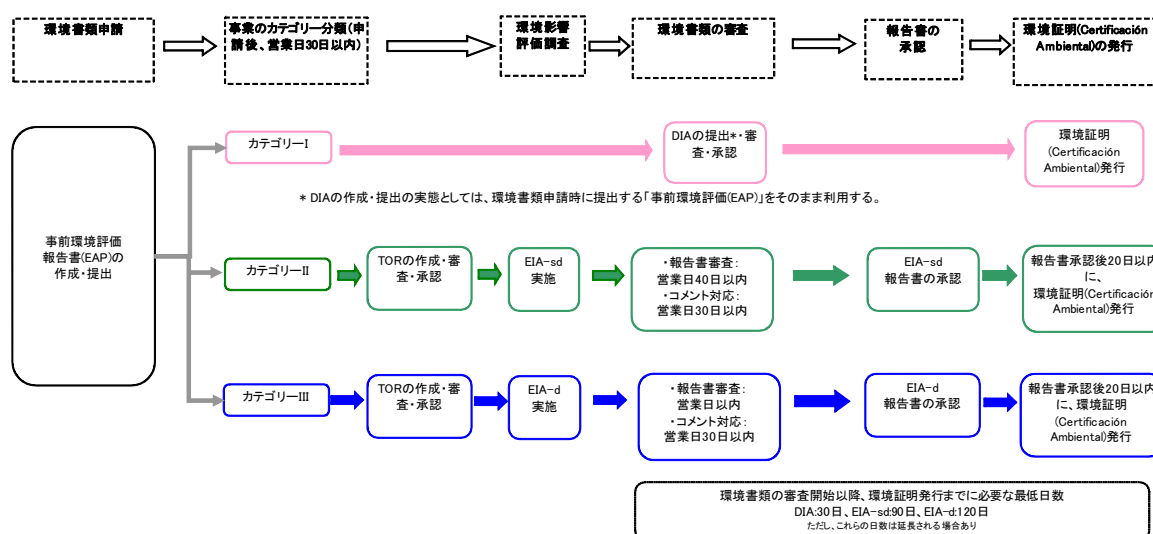 環境書類申請
事業のカテゴリー分類(申
請後、営業日30日以内)
環境影響
評価調査
環境書類の審査
報告書の
承認
環境証明(Certificación
Ambiental)の発行
事前環境評価
報告書(EAP)の
作成・提出
カテゴリーI
DIAの提出*・審
査・承認
環境証明
(Certificación
Ambiental)発行
* DIAの作成・提出の実態としては、環境書類申請時に提出する「事前環境評価(EAP)」をそのまま利用する。
カテゴリーII
TORの作成・審
査・承認
EIA-sd
実施
・報告書審査:
営業日40日以内
・コメント対応:
営業日30日以内
EIA-sd
報告書の承認
報告書承認後20日以内
に、
環境証明(Certificación
Ambiental)発行
カテゴリーIII
TORの作成・審
査・承認
EIA-d
実施
・報告書審査:
営業日以内
・コメント対応:
営業日30日以内
EIA-d
報告書の承認
報告書承認後20日以内
に、環境証明
(Certificación
Ambiental)発行
環境書類の審査開始以降、環境証明発行までに必要な最低日数
DIA:30日、EIA-sd:90日、EIA-d:120日
ただし、これらの日数は延長される場合あり